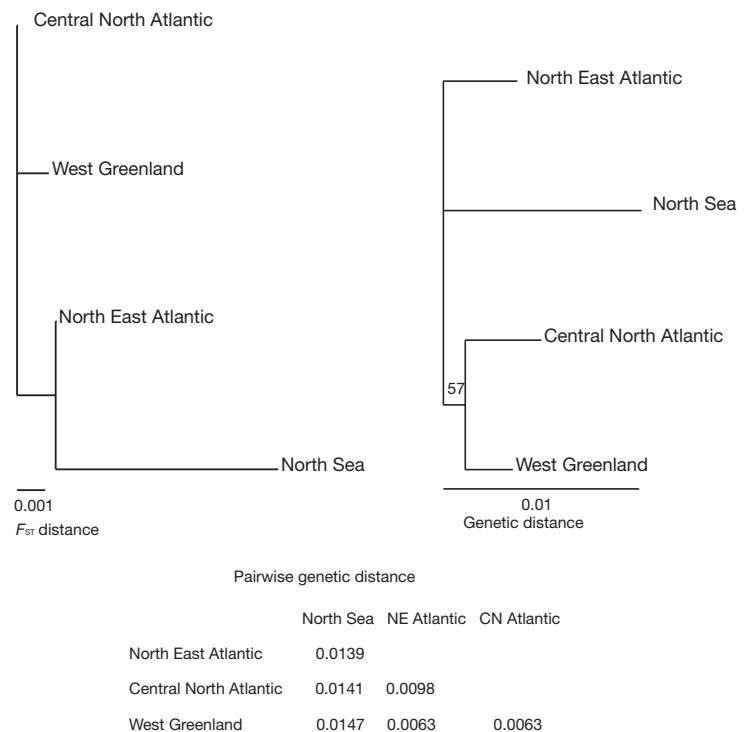 Central North Atlantic
West Greenland
North East Atlantic
North Sea
0.001
FST distance
North East Atlantic
North Sea
Central North Atlantic
57
West Greenland
0.01
Genetic distance
Pairwise genetic distance
North Sea NE Atlantic CN Atlantic
North East Atlantic 0.0139
Central North Atlantic 0.0141 0.0098
West Greenland 0.0147 0.0063 0.0063